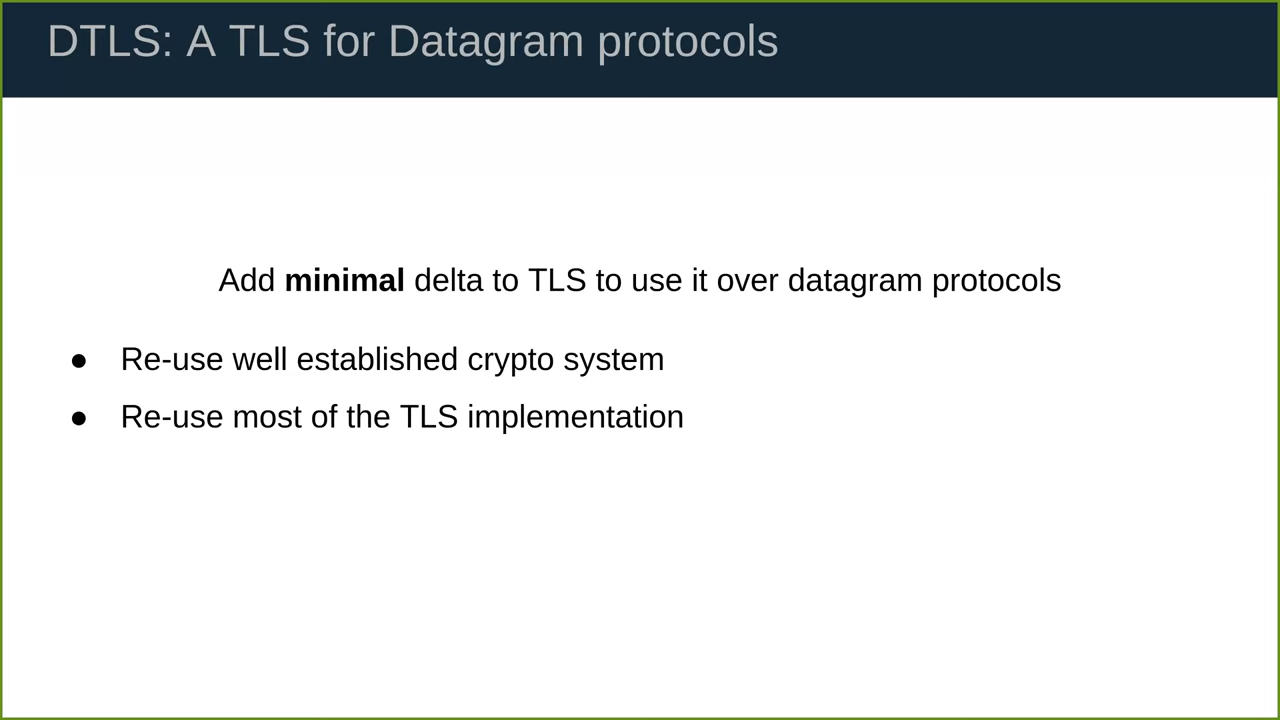 DTLS: A TLS for Datagram protocols
Add minimal delta to TLS to use it over datagram protocols
● Re-use well established crypto system
● Re-use most of the TLS implementation